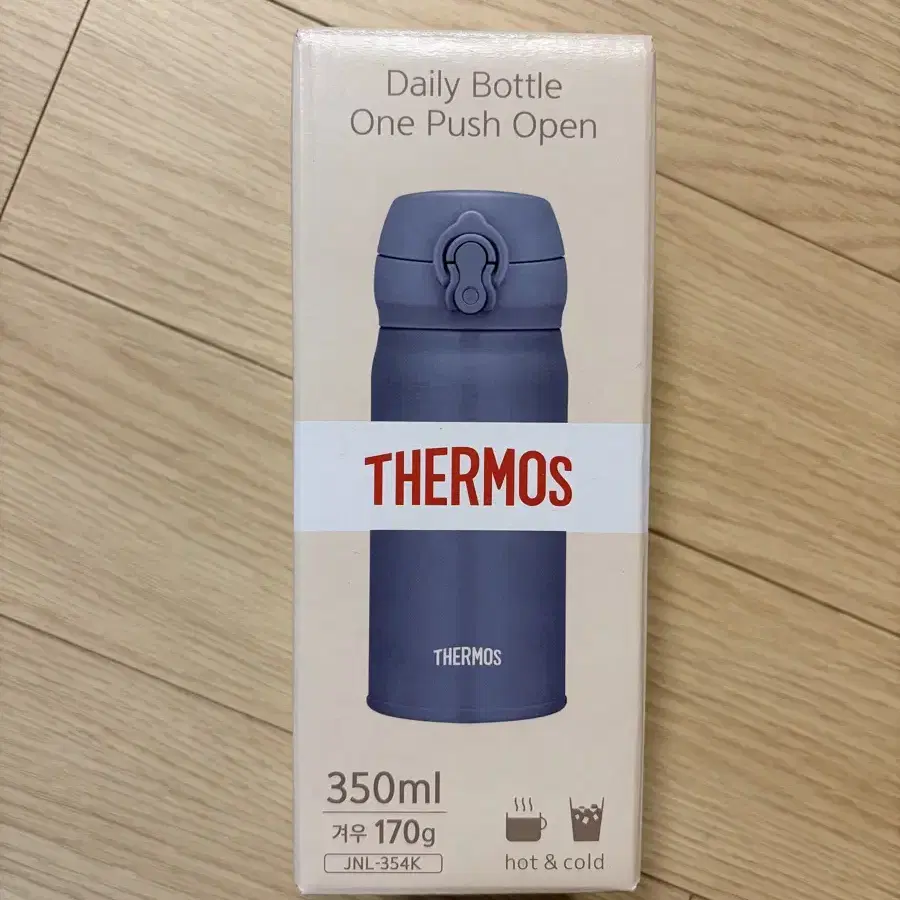 Daily Bottle
One Push Open
THERMOS
THERMOS
350ml
겨우 170g
JNL-354K
hot & cold